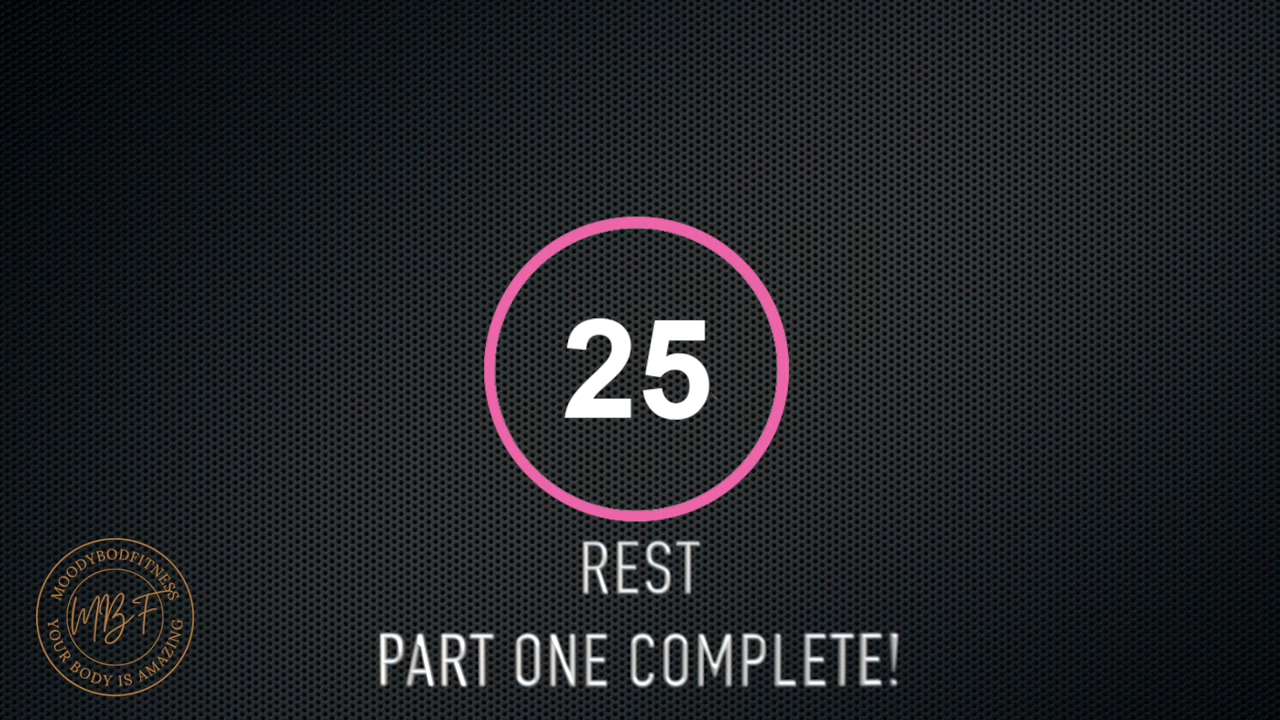 25
REST
PART ONE COMPLETE!
MOODYBODFITNESS
MBF
YOUR BODY IS AMAZING